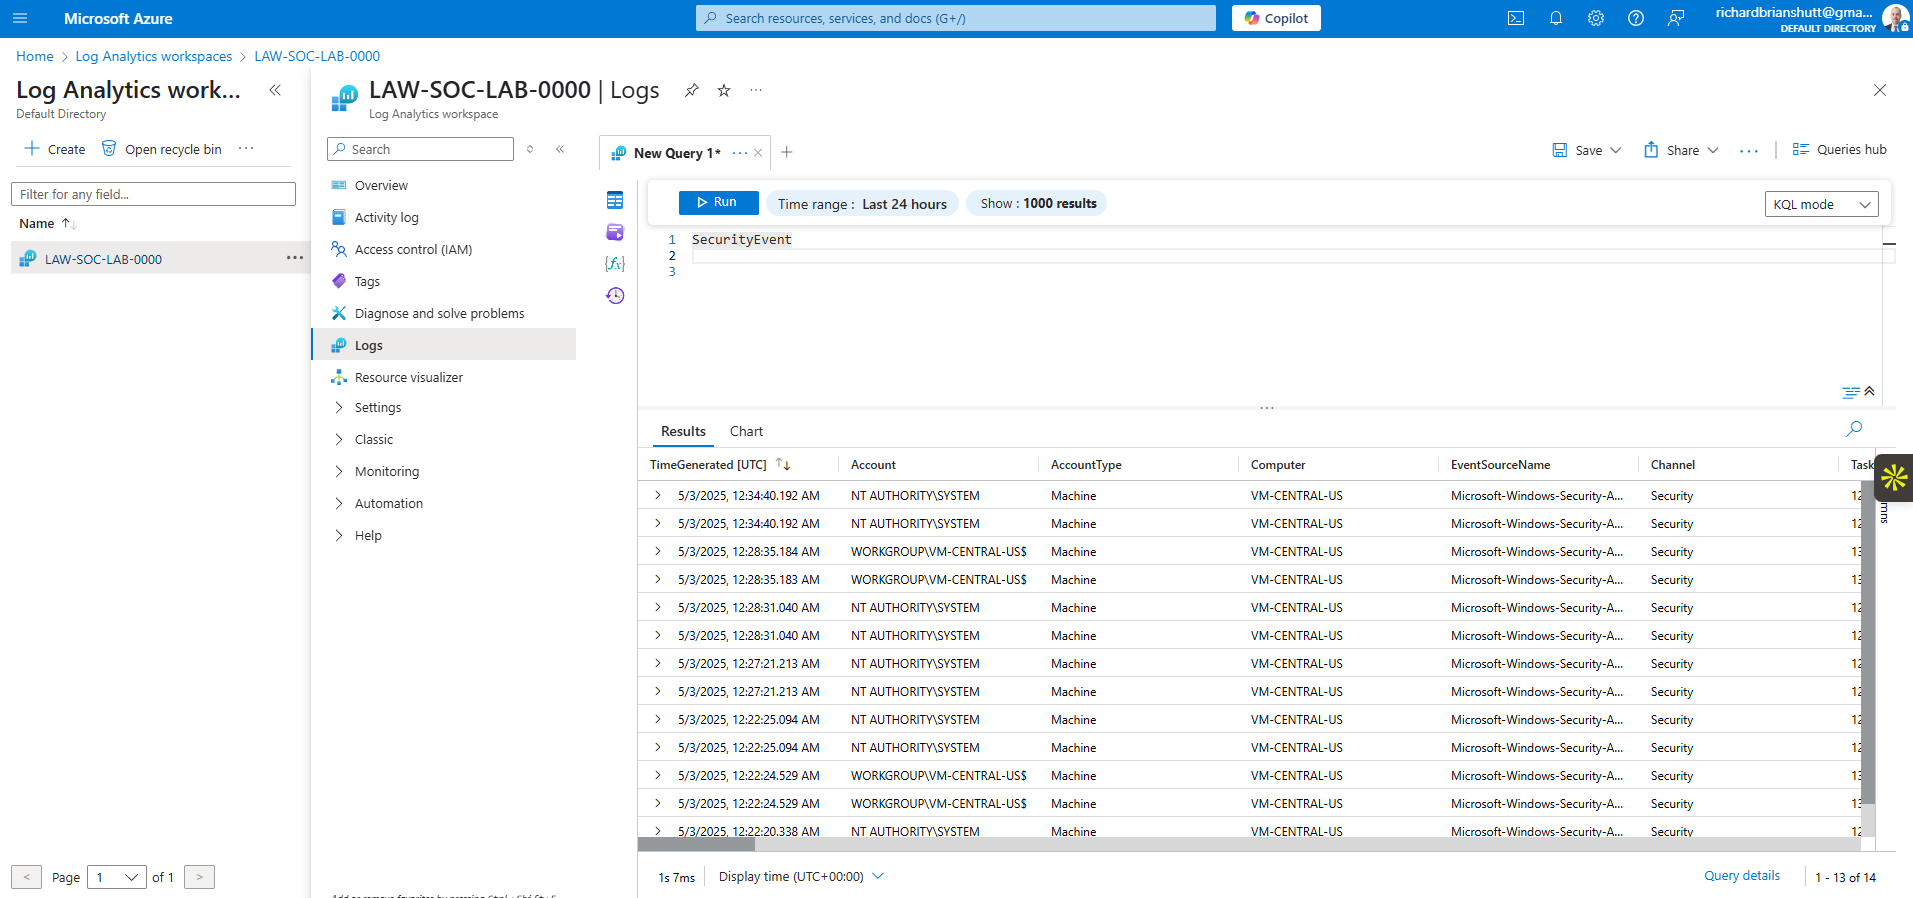 Microsoft Azure
Search resources, services, and docs (G+/)
Copilot
richardbrianshutt@gma...
DEFAULT DIRECTORY
Home > Log Analytics workspaces > LAW-SOC-LAB-0000
Log Analytics work...
Default Directory
Create
Open recycle bin
Filter for any field...
Name
LAW-SOC-LAB-0000
Page 1 of 1
LAW-SOC-LAB-0000 | Logs
Log Analytics workspace
Search
Overview
Activity log
Access control (IAM)
Tags
Diagnose and solve problems
Logs
Resource visualizer
Settings
Classic
Monitoring
Automation
Help
New Query 1*
Save
Share
Queries hub
Run
Time range : Last 24 hours
Show : 1000 results
KQL mode
1 SecurityEvent
2
3
Results Chart
TimeGenerated [UTC] Account AccountType Computer EventSourceName Channel Task
5/3/2025, 12:34:40.192 AM NT AUTHORITY\SYSTEM Machine VM-CENTRAL-US Microsoft-Windows-Security-A... Security 12
5/3/2025, 12:34:40.192 AM NT AUTHORITY\SYSTEM Machine VM-CENTRAL-US Microsoft-Windows-Security-A... Security 12
5/3/2025, 12:28:35.184 AM WORKGROUP\VM-CENTRAL-US$ Machine VM-CENTRAL-US Microsoft-Windows-Security-A... Security 13
5/3/2025, 12:28:35.183 AM WORKGROUP\VM-CENTRAL-US$ Machine VM-CENTRAL-US Microsoft-Windows-Security-A... Security 13
5/3/2025, 12:28:31.040 AM NT AUTHORITY\SYSTEM Machine VM-CENTRAL-US Microsoft-Windows-Security-A... Security 12
5/3/2025, 12:28:31.040 AM NT AUTHORITY\SYSTEM Machine VM-CENTRAL-US Microsoft-Windows-Security-A... Security 12
5/3/2025, 12:27:21.213 AM NT AUTHORITY\SYSTEM Machine VM-CENTRAL-US Microsoft-Windows-Security-A... Security 12
5/3/2025, 12:27:21.213 AM NT AUTHORITY\SYSTEM Machine VM-CENTRAL-US Microsoft-Windows-Security-A... Security 12
5/3/2025, 12:22:25.094 AM NT AUTHORITY\SYSTEM Machine VM-CENTRAL-US Microsoft-Windows-Security-A... Security 12
5/3/2025, 12:22:25.094 AM NT AUTHORITY\SYSTEM Machine VM-CENTRAL-US Microsoft-Windows-Security-A... Security 12
5/3/2025, 12:22:24.529 AM WORKGROUP\VM-CENTRAL-US$ Machine VM-CENTRAL-US Microsoft-Windows-Security-A... Security 13
5/3/2025, 12:22:24.529 AM WORKGROUP\VM-CENTRAL-US$ Machine VM-CENTRAL-US Microsoft-Windows-Security-A... Security 13
5/3/2025, 12:22:20.338 AM NT AUTHORITY\SYSTEM Machine VM-CENTRAL-US Microsoft-Windows-Security-A... Security 12
mns
1s 7ms
Display time (UTC+00:00)
Query details
1 - 13 of 14